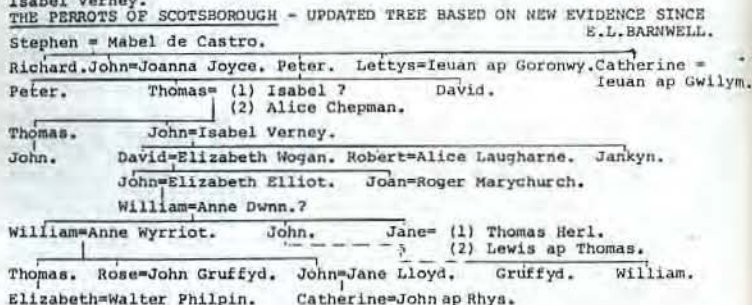 Isabel Verney.
THE PERROTS OF SCOTSBOROUGH - UPDATED TREE BASED ON NEW EVIDENCE SINCE
E.L.BARNWELL.
Stephen = Mabel de Castro.
Richard.John=Joanna Joyce. Peter. Lettys=Ieuan ap Goronwy.Catherine =
Ieuan ap Gwilym.
Peter. Thomas= (1) Isabel ? David.
(2) Alice Chepman.
Thomas. John=Isabel Verney.
John. David=Elizabeth Wogan. Robert=Alice Laugharne. Jankyn.
John=Elizabeth Elliot. Joan=Roger Marychurch.
William=Anne Dwnn.?
William=Anne Wyrriot. John. Jane= (1) Thomas Herl.
(2) Lewis ap Thomas.
Thomas. Rose=John Gruffyd. John=Jane Lloyd. Gruffyd. William.
Elizabeth=Walter Philpin. Catherine=John ap Rhys.